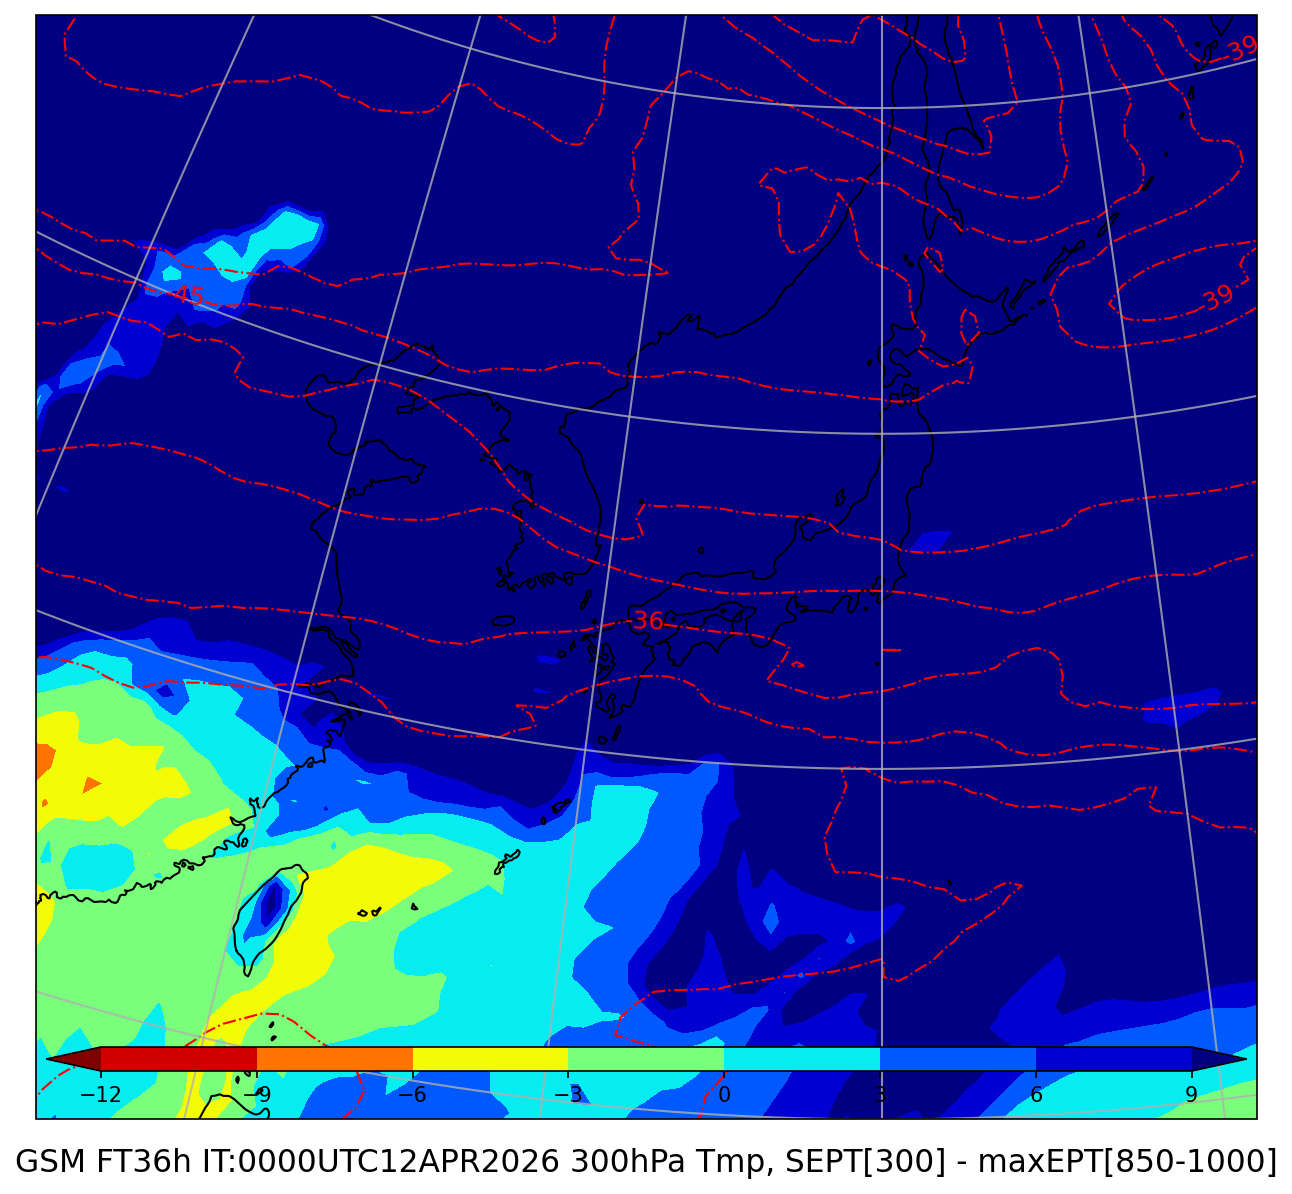 -39
-45
-39
-36
−12 −9 −6 −3 0 3 6 9
GSM FT36h IT:0000UTC12APR2026 300hPa Tmp, SEPT[300] - maxEPT[850-1000]